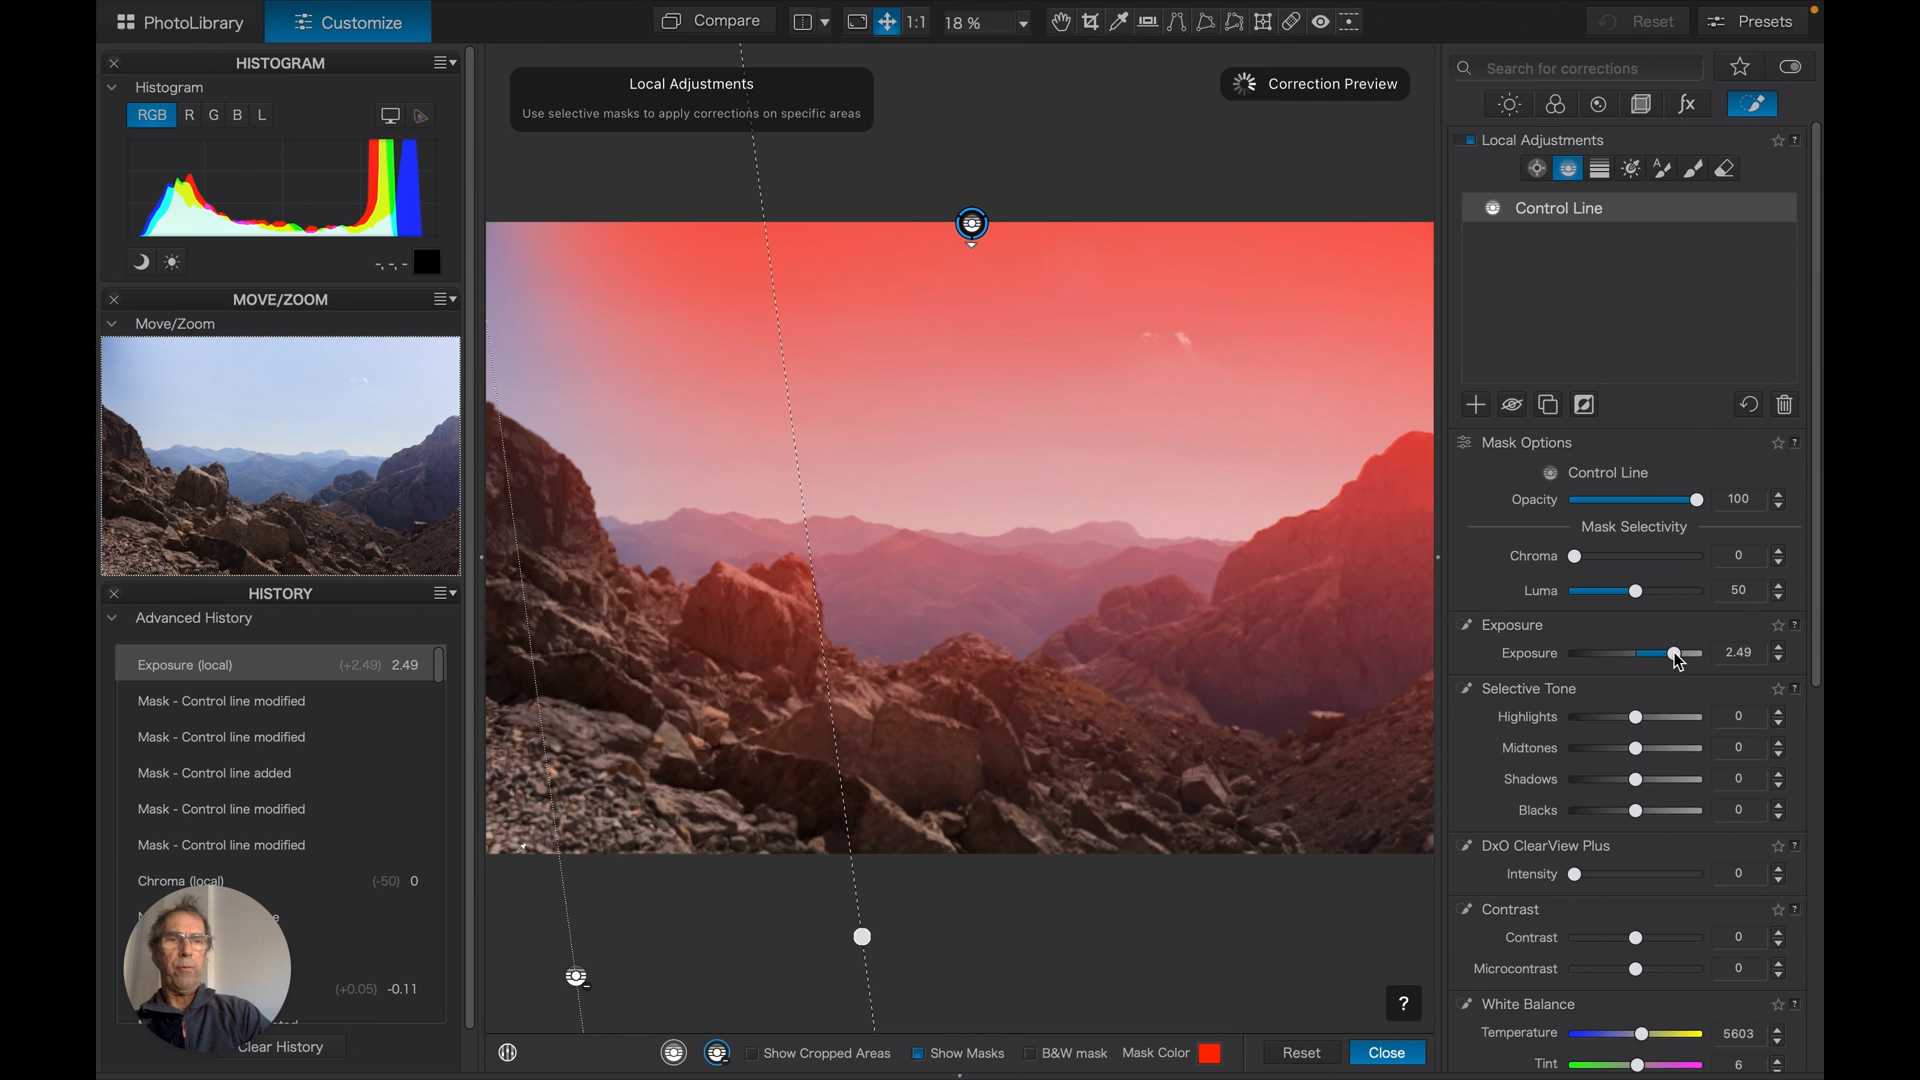 PhotoLibrary
Customize
Compare
1:1
18 %
Reset
Presets
HISTOGRAM
Histogram
RGB R G B L
-,-,-
MOVE/ZOOM
Move/Zoom
HISTORY
Advanced History
Exposure (local) (+2.49) 2.49
Mask - Control line modified
Mask - Control line modified
Mask - Control line added
Mask - Control line modified
Mask - Control line modified
Chroma (local) (-50) 0
(+0.05) -0.11
Clear History
Local Adjustments
Use selective masks to apply corrections on specific areas
Correction Preview
?
Show Cropped Areas
Show Masks
B&W mask
Mask Color
Reset
Close
Search for corrections
fx
Local Adjustments ?
Control Line
Mask Options ?
Control Line
Opacity 100
Mask Selectivity
Chroma 0
Luma 50
Exposure ?
Exposure 2.49
Selective Tone ?
Highlights 0
Midtones 0
Shadows 0
Blacks 0
DxO ClearView Plus ?
Intensity 0
Contrast ?
Contrast 0
Microcontrast 0
White Balance ?
Temperature 5603
Tint 6